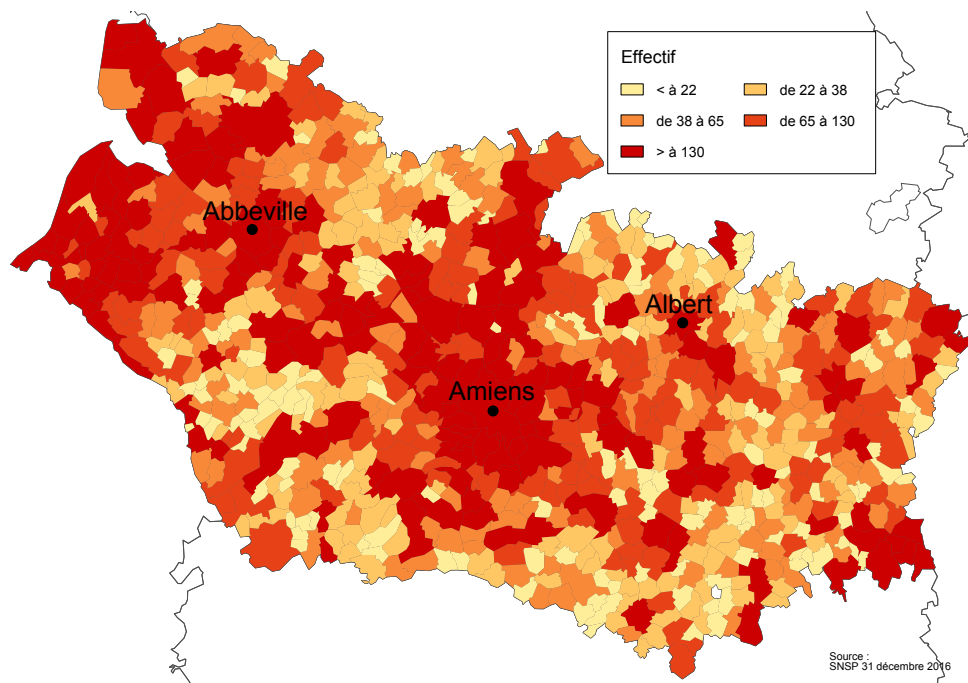 Effectif
< à 22
de 22 à 38
de 38 à 65
de 65 à 130
> à 130
Abbeville
Albert
Amiens
Source :
SNSP 31 décembre 2016